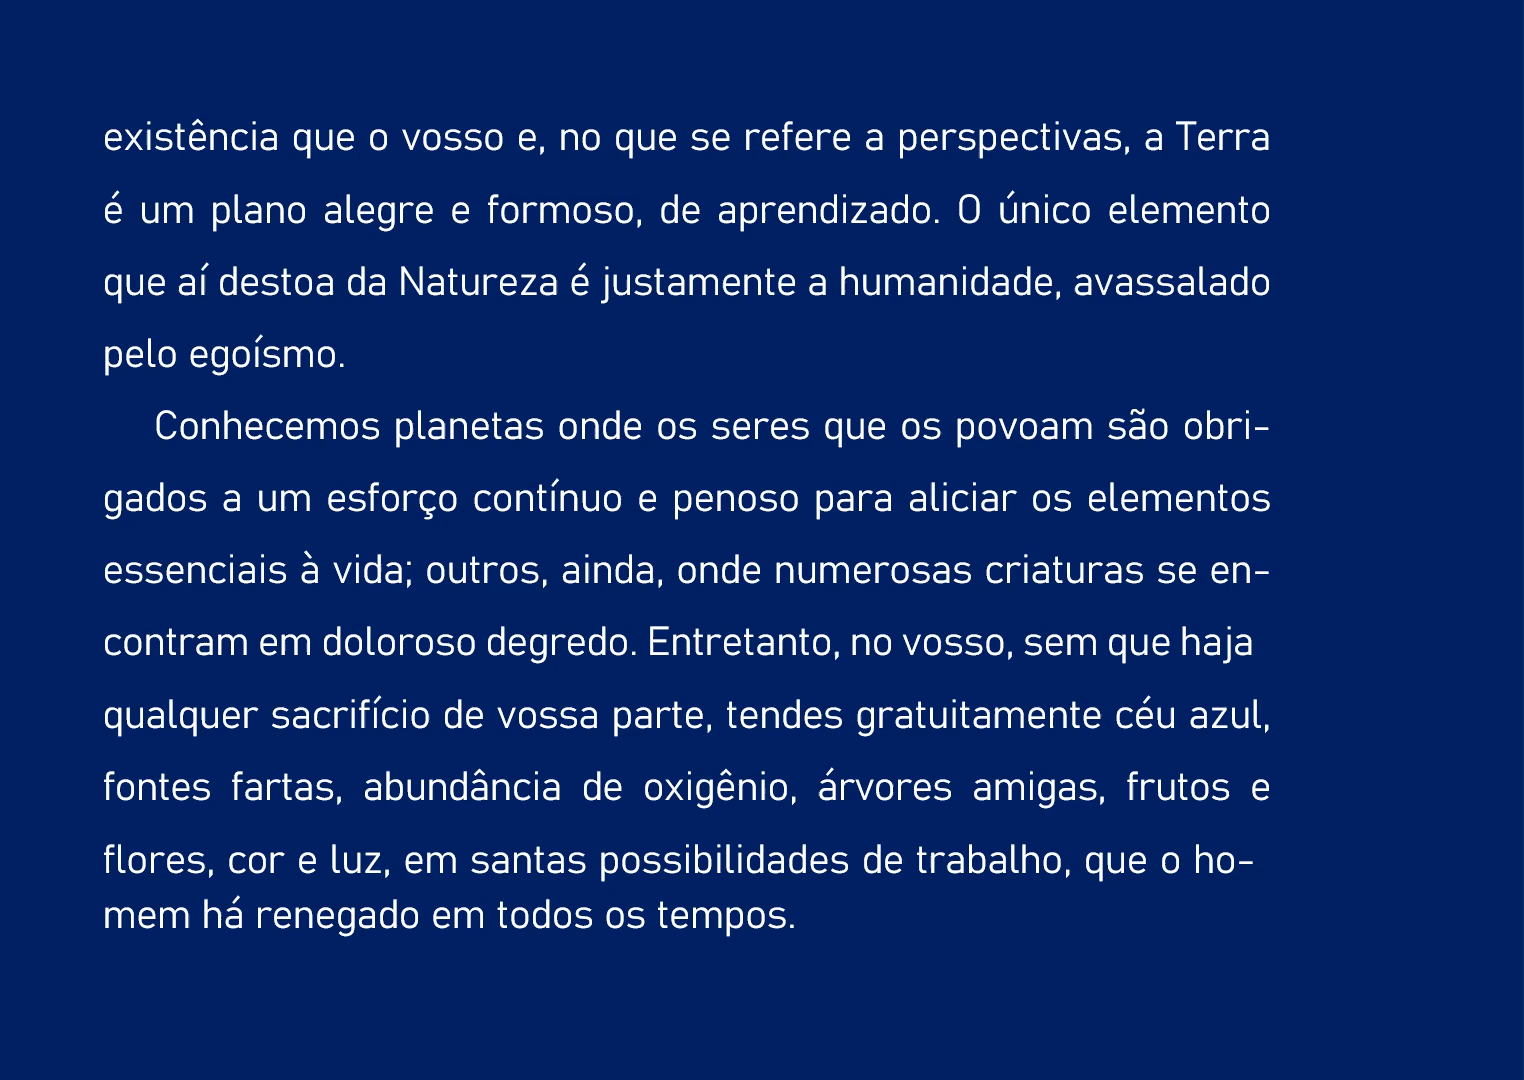 existência que o vosso e, no que se refere a perspectivas, a Terra
é um plano alegre e formoso, de aprendizado. O único elemento
que aí destoa da Natureza é justamente a humanidade, avassalado
pelo egoísmo.
Conhecemos planetas onde os seres que os povoam são obri-
gados a um esforço contínuo e penoso para aliciar os elementos
essenciais à vida; outros, ainda, onde numerosas criaturas se en-
contram em doloroso degredo. Entretanto, no vosso, sem que haja
qualquer sacrifício de vossa parte, tendes gratuitamente céu azul,
fontes fartas, abundância de oxigênio, árvores amigas, frutos e
flores, cor e luz, em santas possibilidades de trabalho, que o ho-
mem há renegado em todos os tempos.